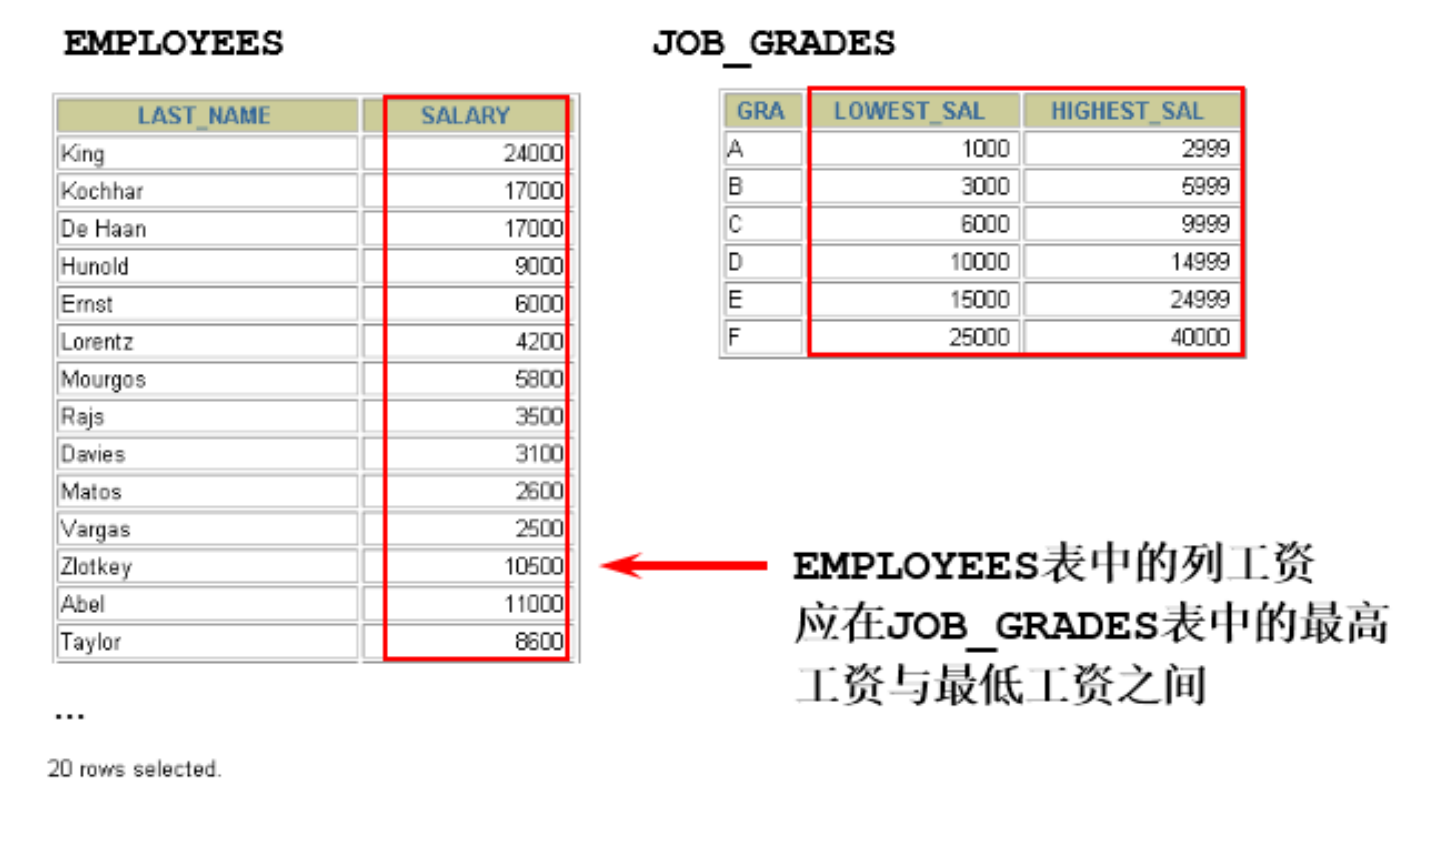 EMPLOYEES
LAST_NAME SALARY
King 24000
Kochhar 17000
De Haan 17000
Hunold 9000
Ernst 6000
Lorentz 4200
Mourgos 5800
Rajs 3500
Davies 3100
Matos 2600
Vargas 2500
Zlotkey 10500
Abel 11000
Taylor 8600
...
20 rows selected.
JOB_GRADES
GRA LOWEST_SAL HIGHEST_SAL
A 1000 2999
B 3000 5999
C 6000 9999
D 10000 14999
E 15000 24999
F 25000 40000
EMPLOYEES表中的列工资
应在JOB_GRADES表中的最高
工资与最低工资之间